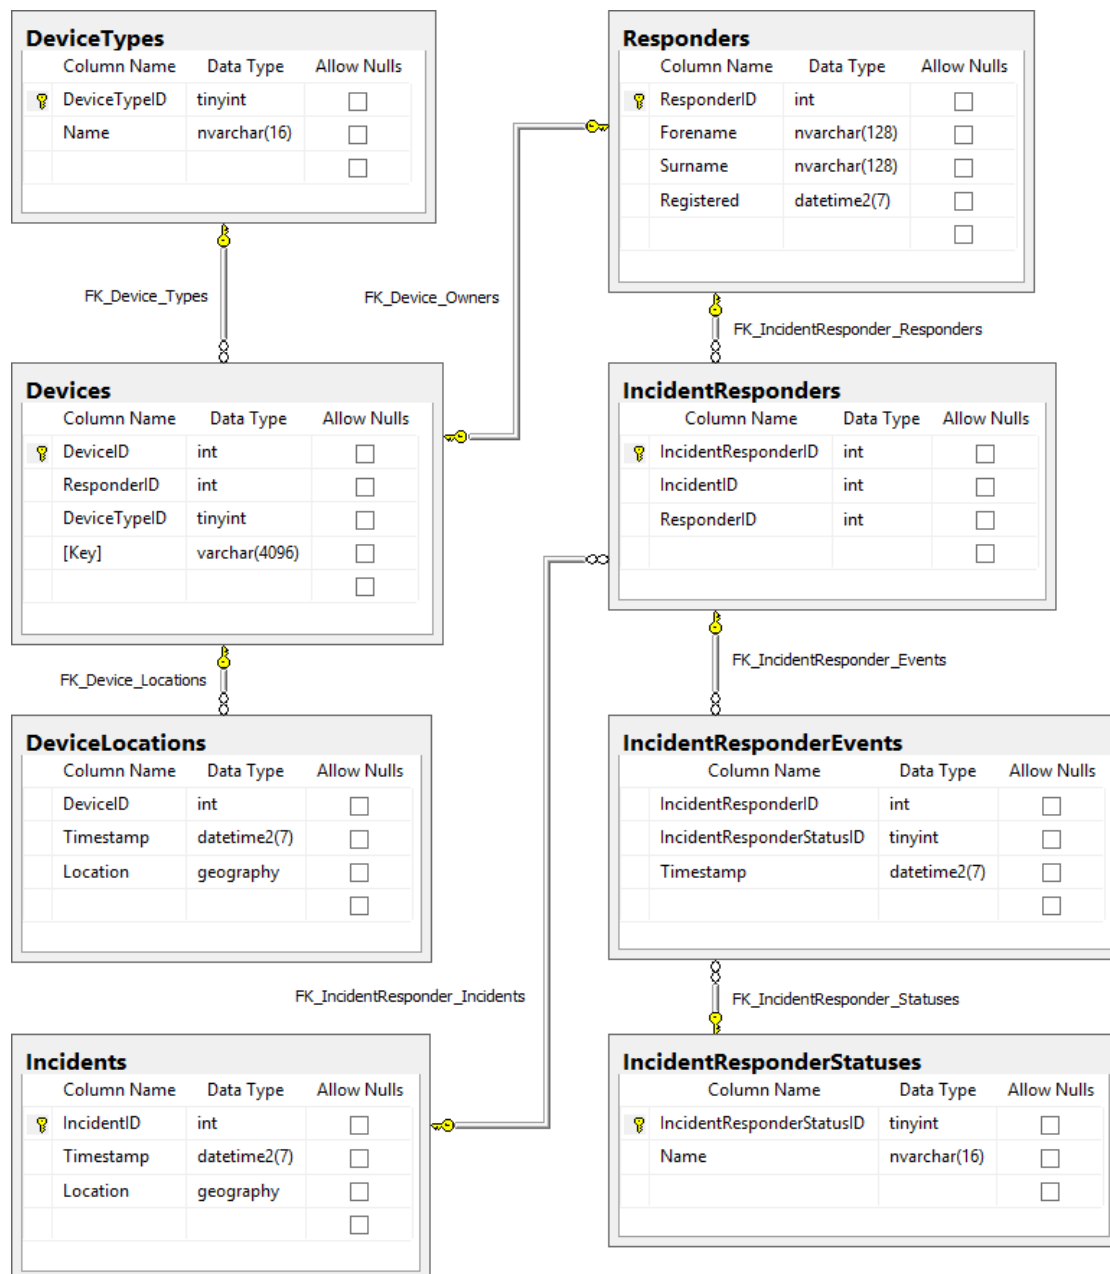 DeviceTypes
Column Name Data Type Allow Nulls
DeviceTypeID tinyint
Name nvarchar(16)
Responders
Column Name Data Type Allow Nulls
ResponderID int
Forename nvarchar(128)
Surname nvarchar(128)
Registered datetime2(7)
FK_Device_Types
FK_Device_Owners
FK_IncidentResponder_Responders
Devices
Column Name Data Type Allow Nulls
DeviceID int
ResponderID int
DeviceTypeID tinyint
[Key] varchar(4096)
IncidentResponders
Column Name Data Type Allow Nulls
IncidentResponderID int
IncidentID int
ResponderID int
FK_Device_Locations
FK_IncidentResponder_Events
DeviceLocations
Column Name Data Type Allow Nulls
DeviceID int
Timestamp datetime2(7)
Location geography
IncidentResponderEvents
Column Name Data Type Allow Nulls
IncidentResponderID int
IncidentResponderStatusID tinyint
Timestamp datetime2(7)
FK_IncidentResponder_Incidents
FK_IncidentResponder_Statuses
Incidents
Column Name Data Type Allow Nulls
IncidentID int
Timestamp datetime2(7)
Location geography
IncidentResponderStatuses
Column Name Data Type Allow Nulls
IncidentResponderStatusID tinyint
Name nvarchar(16)